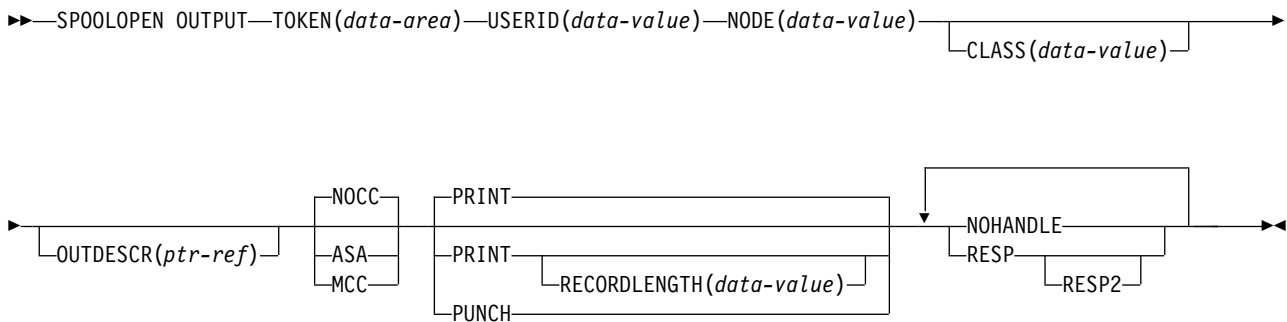 SPOOLOPEN OUTPUT TOKEN(data-area) USERID(data-value) NODE(data-value)
CLASS(data-value)
NOCC PRINT
NOHANDLE
OUTDESCR(ptr-ref) ASA PRINT RESP
MCC RECORDLENGTH(data-value) RESP2
PUNCH